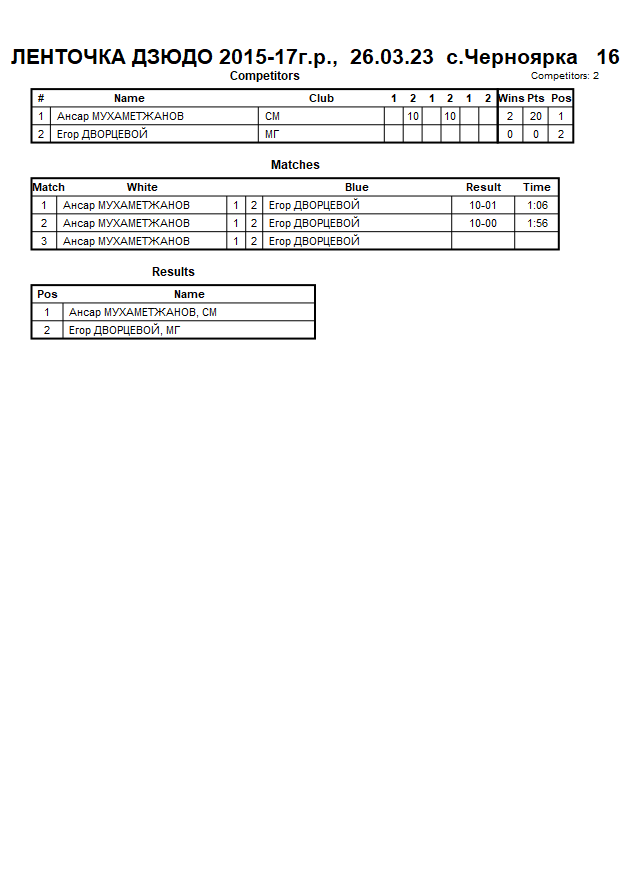 ЛЕНТОЧКА ДЗЮДО 2015-17г.р., 26.03.23 с.Черноярка 16
Competitors
Competitors: 2
# Name Club 1 2 1 2 1 2 Wins Pts Pos
1 Ансар МУХАМЕТЖАНОВ СМ 10 10 2 20 1
2 Егор ДВОРЦЕВОЙ МГ 0 0 2
Matches
Match White Blue Result Time
1 Ансар МУХАМЕТЖАНОВ 1 2 Егор ДВОРЦЕВОЙ 10-01 1:06
2 Ансар МУХАМЕТЖАНОВ 1 2 Егор ДВОРЦЕВОЙ 10-00 1:56
3 Ансар МУХАМЕТЖАНОВ 1 2 Егор ДВОРЦЕВОЙ
Results
Pos Name
1 Ансар МУХАМЕТЖАНОВ, СМ
2 Егор ДВОРЦЕВОЙ, МГ